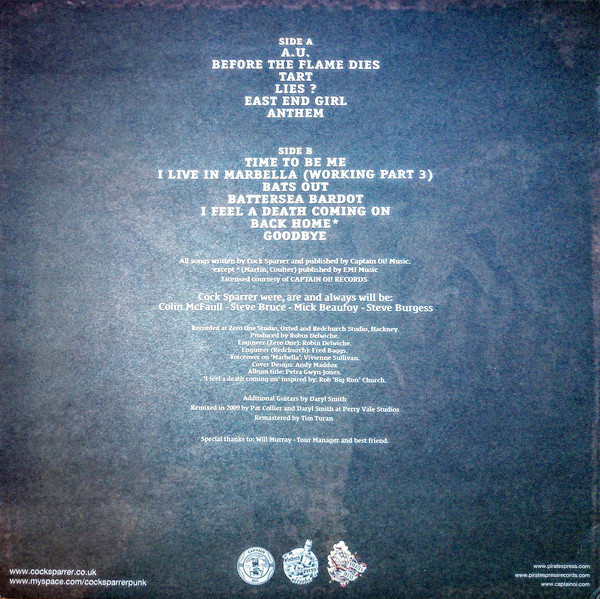 SIDE A
A.U.
BEFORE THE FLAME DIES
TART
LIES ?
EAST END GIRL
ANTHEM
SIDE B
TIME TO BE ME
I LIVE IN MARBELLA (WORKING PART 3)
BATS OUT
BATTERSEA BARDOT
I FEEL A DEATH COMING ON
BACK HOME*
GOODBYE
All songs written by Cock Sparrer and published by Captain Oi! Music.
except * (Martin, Coulter) published by EMI Music
Licensed courtesy of CAPTAIN OI! RECORDS
Cock Sparrer were, are and always will be:
Colin McFaull - Steve Bruce - Mick Beaufoy - Steve Burgess
Recorded at Zero One Studio, Oxted and Redchurch Studio, Hackney.
Produced by Robin Delwiche.
Engineer (Zero One): Robin Delwiche.
Engineer (Redchurch): Fred Baggs.
Voiceover on 'Marbella': Vivienne Sullivan.
Cover Design: Andy Maddox
Album title: Petra Gwyn-Jones.
'I feel a death coming on' inspired by: Rob 'Big Ron' Church.
Additional Guitars by Daryl Smith
Remixed in 2009 by Pat Collier and Daryl Smith at Perry Vale Studios
Remastered by Tim Turan
Special thanks to: Will Murray - Tour Manager and best friend.
www.cocksparrer.co.uk
www.myspace.com/cocksparrerpunk
CAPTAIN
OI!
www.piratespress.com
www.piratespressrecords.com
www.captainoi.com